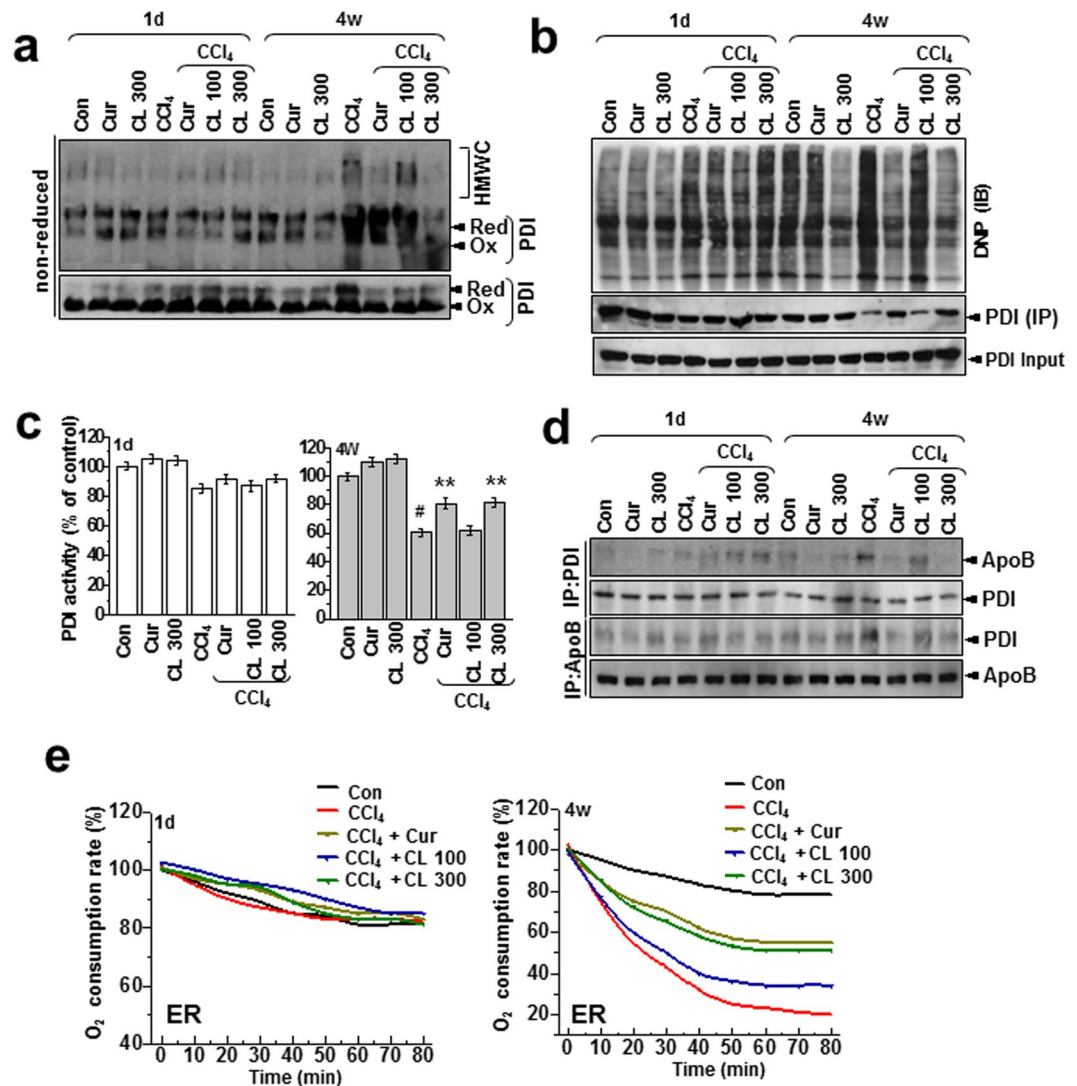 a
1d 4w
CCl₄ CCl₄
Con Cur CL 300 CCl₄ Cur CL 100 CL 300 Con Cur CL 300 CCl₄ Cur CL 100 CL 300
non-reduced
HMWC
Red
Ox
PDI
Red
Ox
PDI
b
1d 4w
CCl₄ CCl₄
Con Cur CL 300 CCl₄ Cur CL 100 CL 300 Con Cur CL 300 CCl₄ Cur CL 100 CL 300
DNP (IB)
PDI (IP)
PDI Input
c
PDI activity (% of control)
120
100
80
60
40
20
0
1d
Con Cur CL 300 CCl₄ Cur CL 100 CL 300
CCl₄
120
100
80
60
40
20
0
4W
# ** **
Con Cur CL 300 CCl₄ Cur CL 100 CL 300
CCl₄
d
1d 4w
CCl₄ CCl₄
Con Cur CL 300 CCl₄ Cur CL 100 CL 300 Con Cur CL 300 CCl₄ Cur CL 100 CL 300
IP:PDI
ApoB
PDI
IP:ApoB
PDI
ApoB
e
O₂ consumption rate (%)
120
100
80
60
40
1d
Con
CCl₄
CCl₄ + Cur
CCl₄ +CL 100
CCl₄ +CL 300
ER
0 10 20 30 40 50 60 70 80
Time (min)
O₂ consumption rate (%)
120
100
80
60
40
20
4w
Con
CCl₄
CCl₄ + Cur
CCl₄ +CL 100
CCl₄ +CL 300
ER
0 10 20 30 40 50 60 70 80
Time (min)